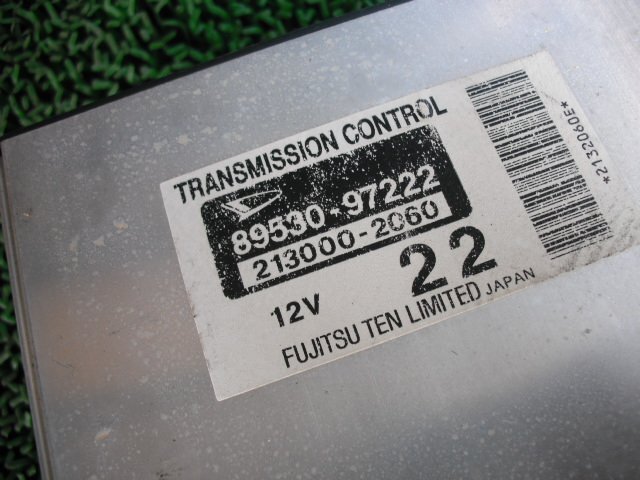 TRANSMISSION CONTROL
89530-97222
213000-2060
12V 22
FUJITSU TEN LIMITED JAPAN
*2132060E*